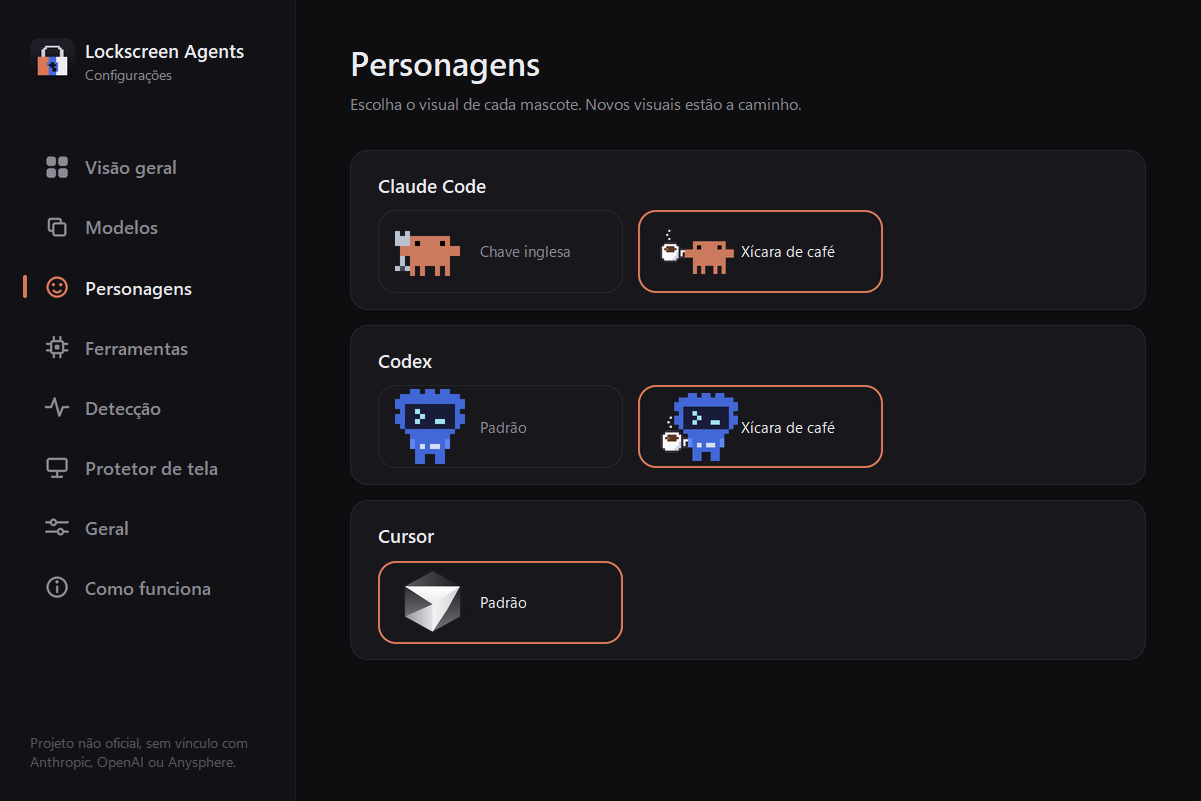 Lockscreen Agents
Configurações
Visão geral
Modelos
Personagens
Ferramentas
Detecção
Protetor de tela
Geral
Como funciona
Projeto não oficial, sem vínculo com
Anthropic, OpenAI ou Anysphere.
Personagens
Escolha o visual de cada mascote. Novos visuais estão a caminho.
Claude Code
Chave inglesa
Xícara de café
Codex
Padrão
Xícara de café
Cursor
Padrão